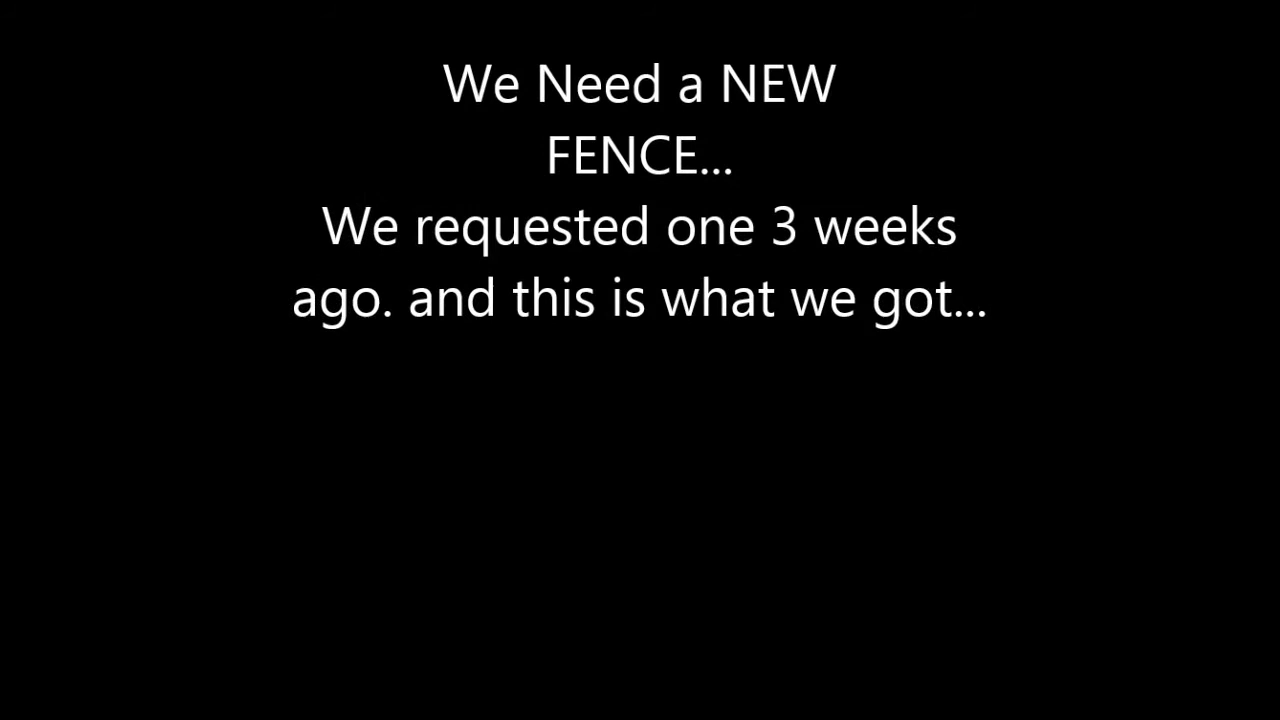 We Need a NEW
FENCE...
We requested one 3 weeks
ago. and this is what we got...